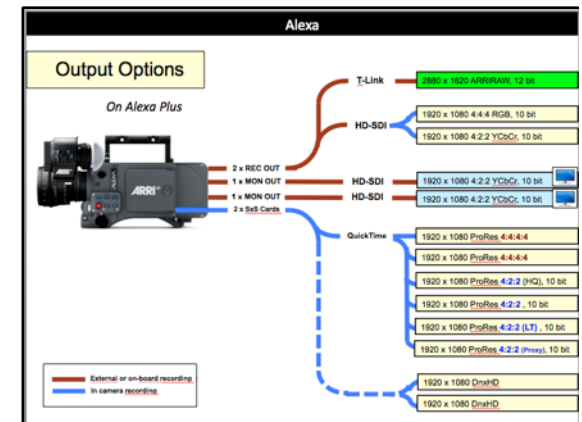 Alexa
Output Options
On Alexa Plus
ARRI
2 x REC OUT
1 x MON OUT
1 x MON OUT
2 x SxS Cards
T-Link
HD-SDI
HD-SDI
HD-SDI
QuickTime
2880 x 1620 ARRIRAW, 12 bit
1920 x 1080 4:4:4 RGB, 10 bit
1920 x 1080 4:2:2 YCbCr, 10 bit
1920 x 1080 4:2:2 YCbCr, 10 bit
1920 x 1080 4:2:2 YCbCr, 10 bit
1920 x 1080 ProRes 4:4:4:4
1920 x 1080 ProRes 4:4:4:4
1920 x 1080 ProRes 4:2:2 (HQ), 10 bit
1920 x 1080 ProRes 4:2:2 , 10 bit
1920 x 1080 ProRes 4:2:2 (LT) , 10 bit
1920 x 1080 ProRes 4:2:2 (Proxy), 10 bit
1920 x 1080 DnxHD
1920 x 1080 DnxHD
External or on-board recording
In camera recording